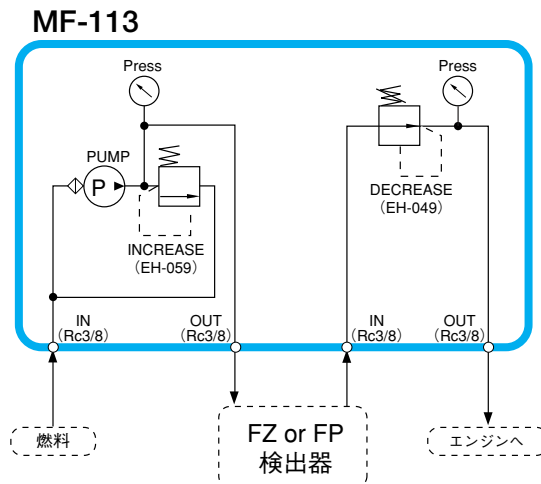 MF-113
Press
Press
PUMP
P
INCREASE
(EH-059)
DECREASE
(EH-049)
IN
(Rc3/8)
OUT
(Rc3/8)
IN
(Rc3/8)
OUT
(Rc3/8)
燃料
FZ or FP
検出器
エンジンへ